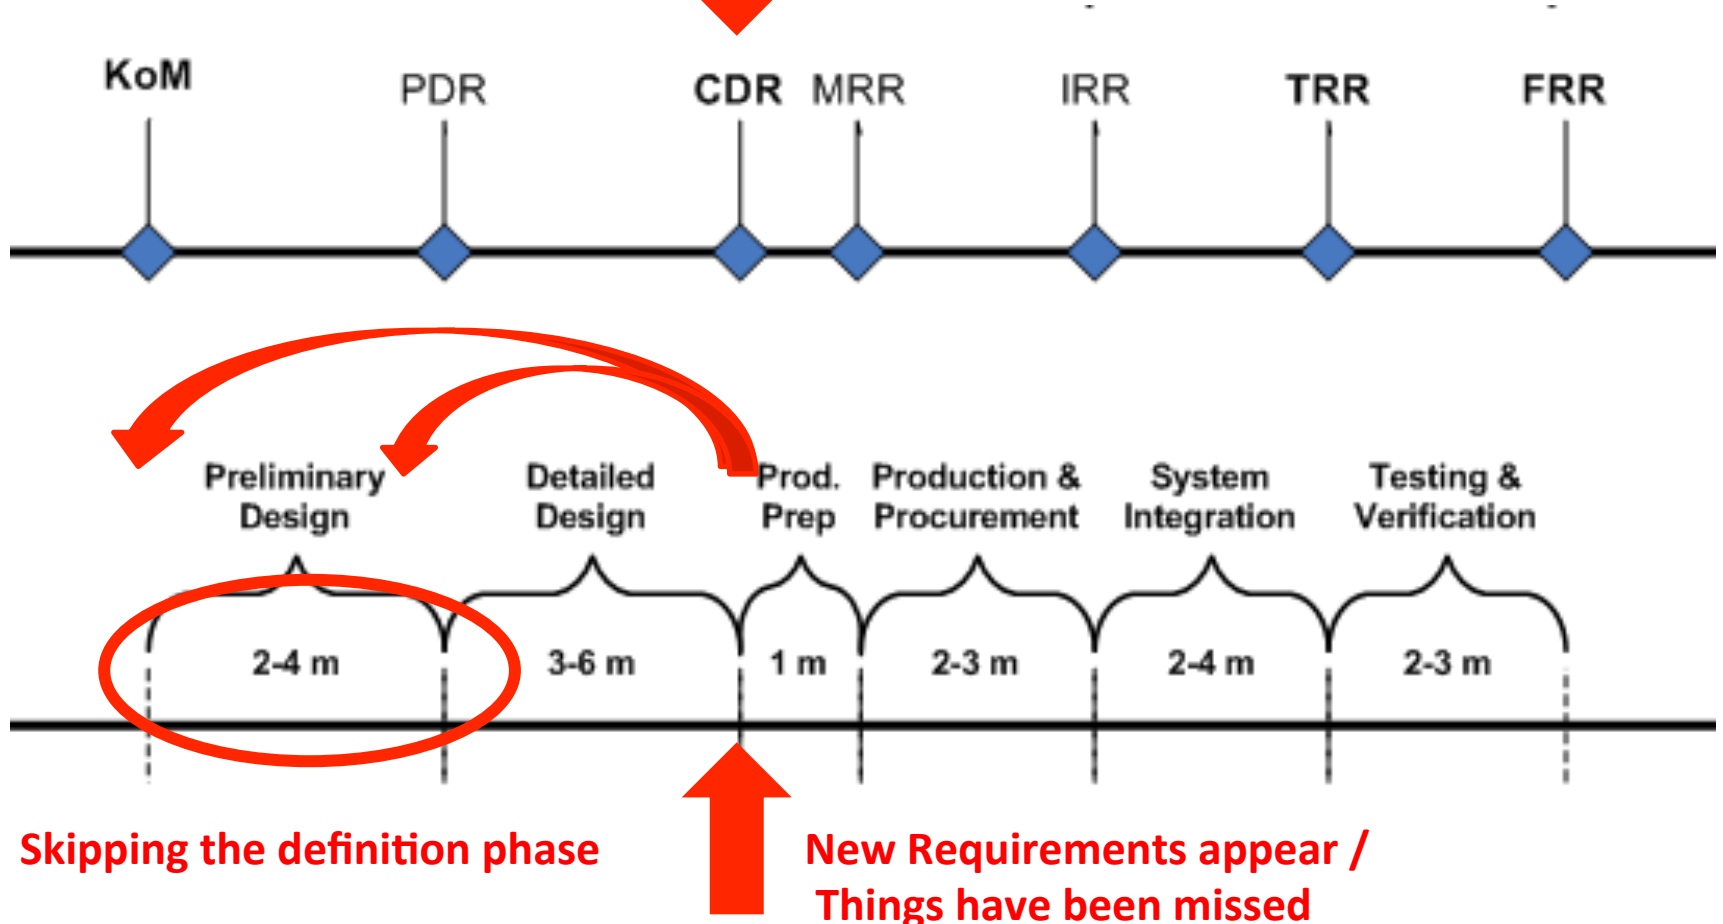 KoM PDR CDR MRR IRR TRR FRR
Preliminary Detailed Prod. Production & System Testing &
Design Design Prep Procurement Integration Verification
2-4 m 3-6 m 1 m 2-3 m 2-4 m 2-3 m
Skipping the definition phase New Requirements appear /
Things have been missed